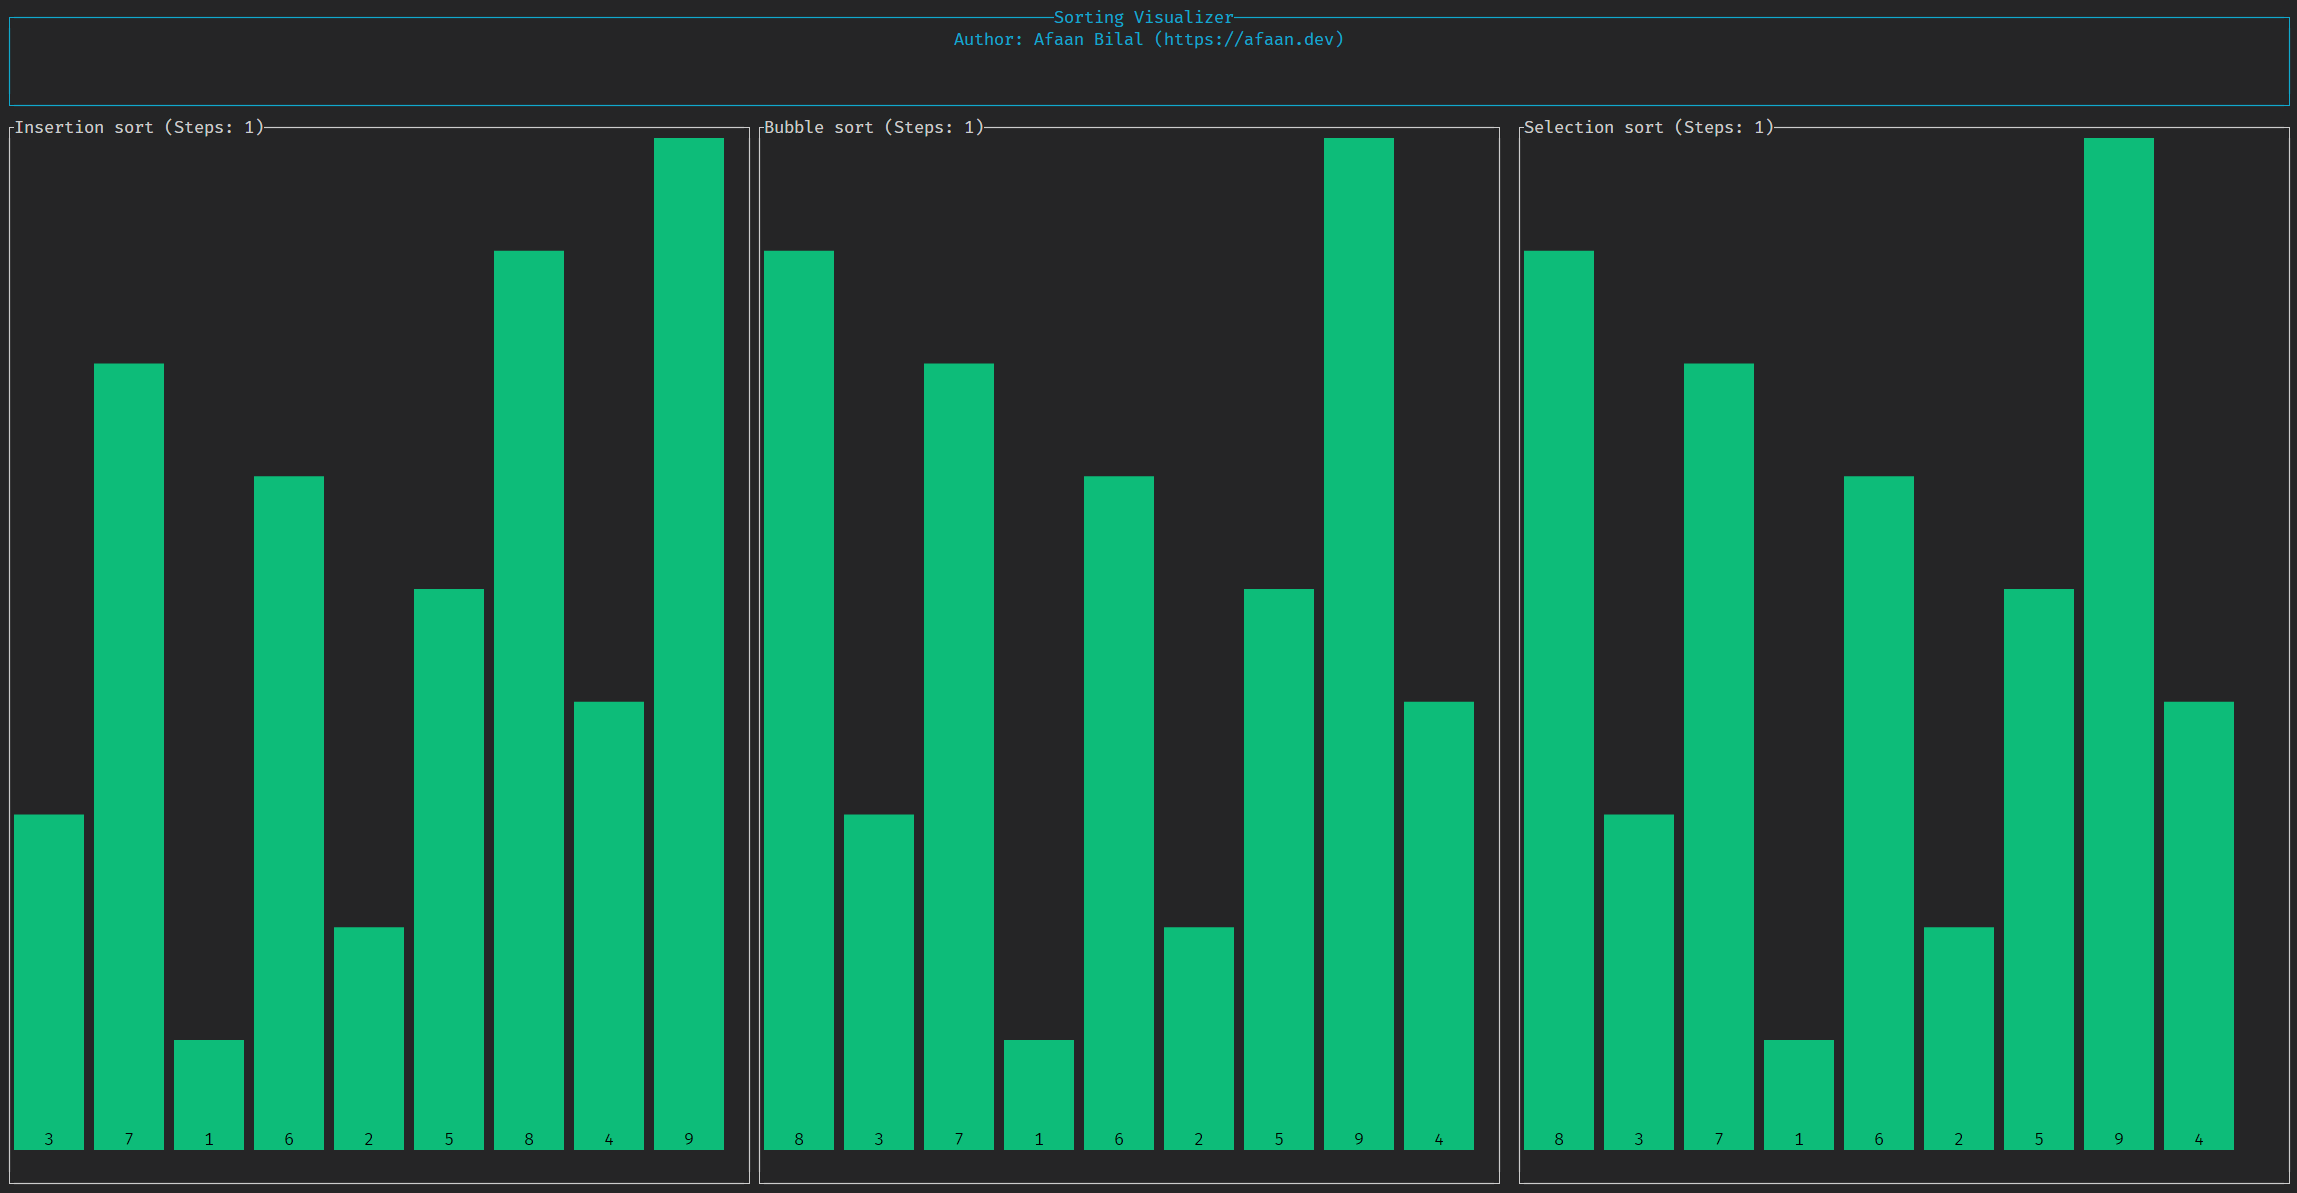 Sorting Visualizer
Author: Afaan Bilal (https://afaan.dev)
Insertion sort (Steps: 1)
3 7 1 6 2 5 8 4 9
Bubble sort (Steps: 1)
8 3 7 1 6 2 5 9 4
Selection sort (Steps: 1)
8 3 7 1 6 2 5 9 4